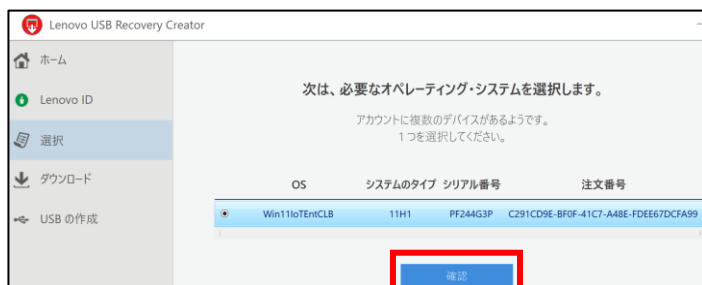 Lenovo USB Recovery Creator
ホーム
Lenovo ID
選択
ダウンロード
USB の作成
次は、必要なオペレーティング・システムを選択します。
アカウントに複数のデバイスがあるようです。
1 つを選択してください。
OS システムのタイプ シリアル番号 注文番号
Win11IoTEntCLB 11H1 PF244G3P C291CD9E-BF0F-41C7-A48E-FDEE67DCFA99
確認